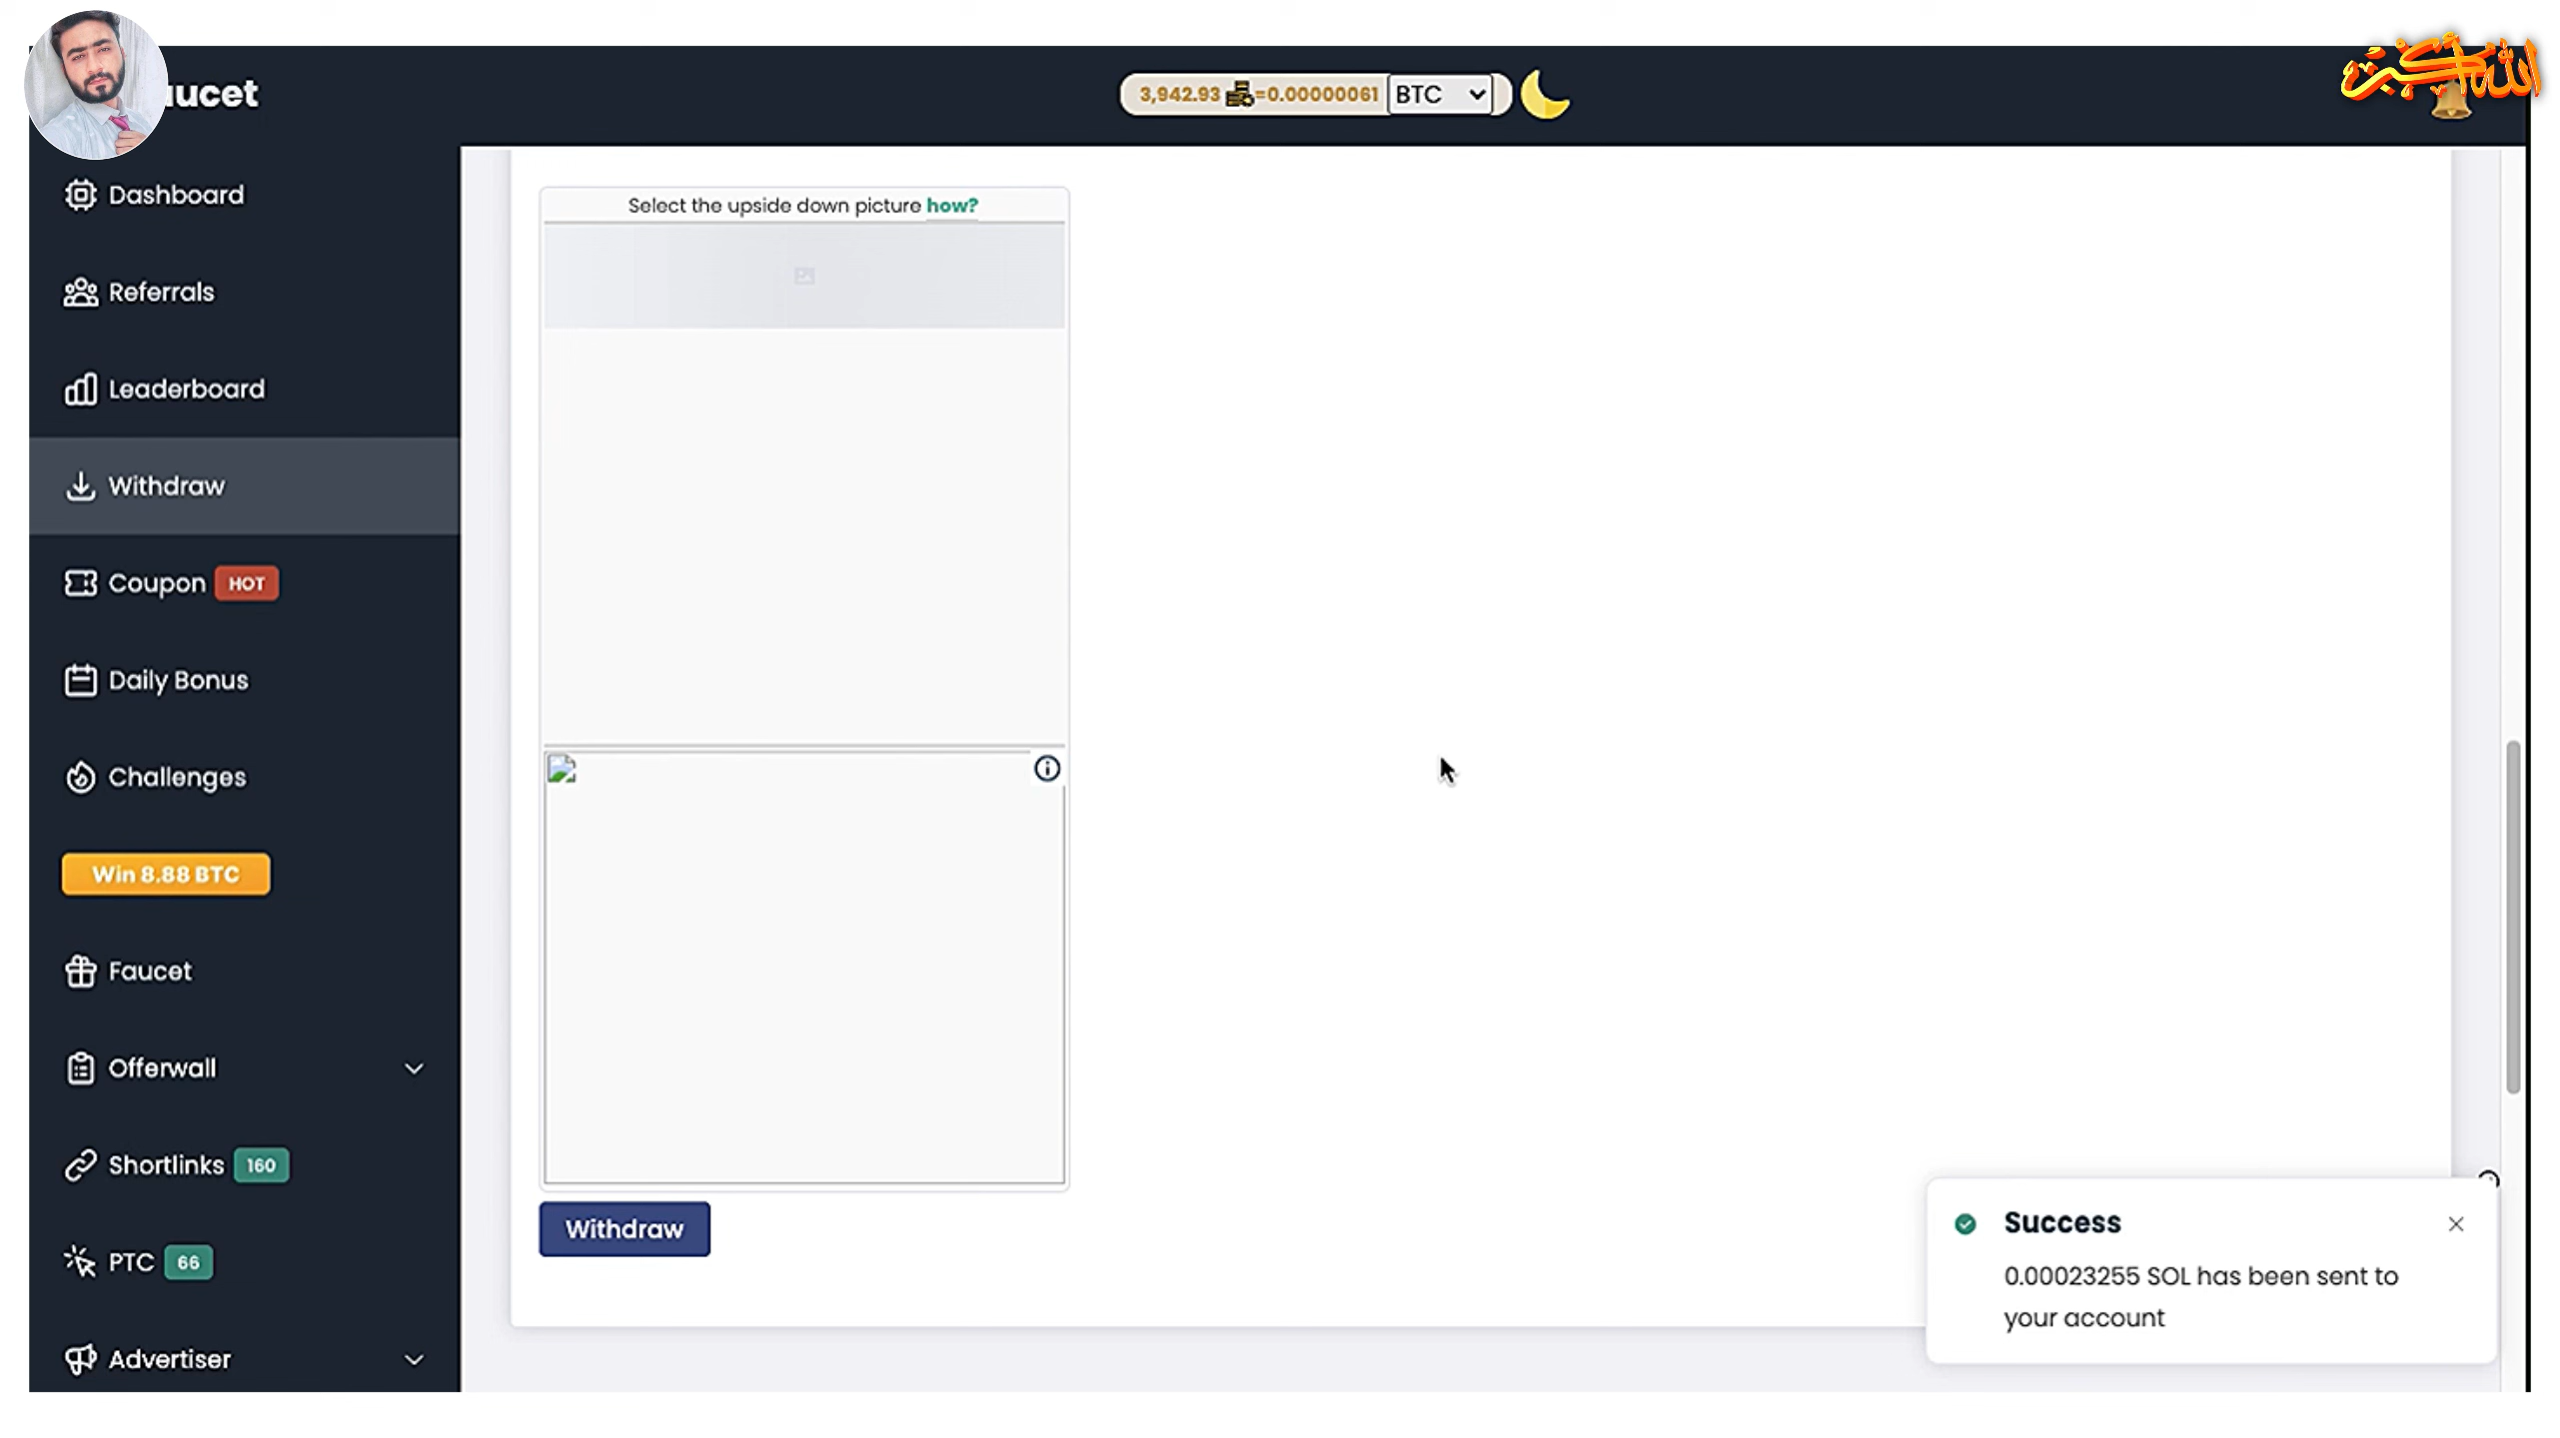 ucet
3,942.93 =0.00000061 BTC
الله أكبر
Dashboard
Referrals
Leaderboard
Withdraw
Coupon HOT
Daily Bonus
Challenges
Win 8.88 BTC
Faucet
Offerwall
Shortlinks 160
PTC 66
Advertiser
Select the upside down picture how?
Withdraw
Success
0.00023255 SOL has been sent to
your account